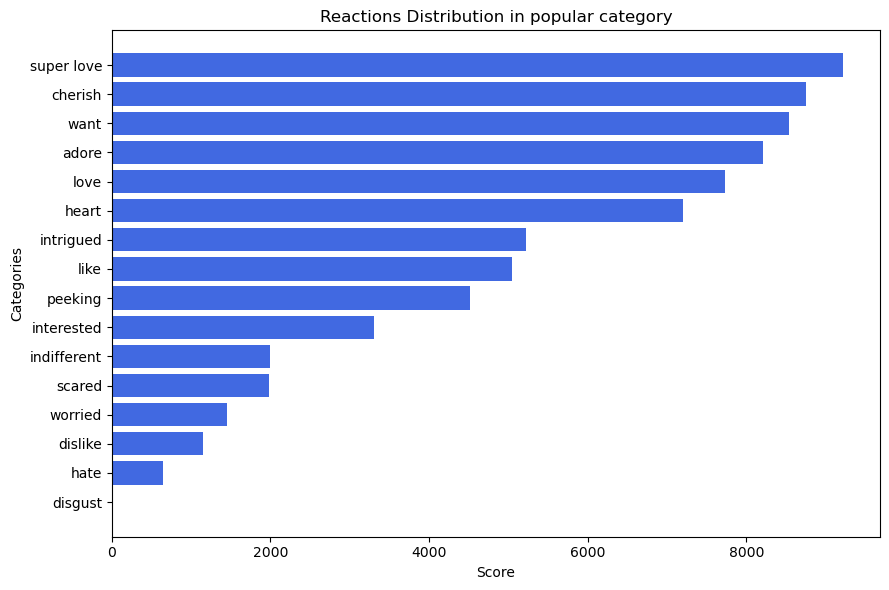 Reactions Distribution in popular category
super love
cherish
want
adore
love
heart
intrigued
like
peeking
interested
indifferent
scared
worried
dislike
hate
disgust
Categories
0 2000 4000 6000 8000
Score